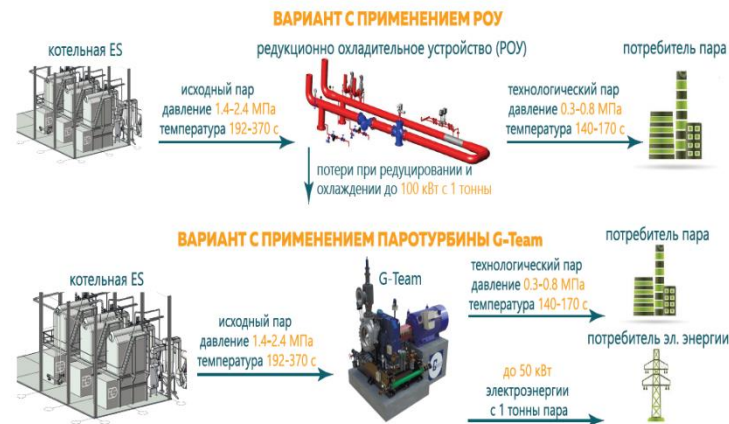 ВАРИАНТ С ПРИМЕНЕНИЕМ РОУ
котельная ES
редукционно охладительное устройство (РОУ)
потребитель пара
исходный пар
давление 1.4-2.4 МПа
температура 192-370 с
технологический пар
давление 0.3-0.8 МПа
температура 140-170 с
потери при редуцировании и
охлаждении до 100 кВт с 1 тонны
ВАРИАНТ С ПРИМЕНЕНИЕМ ПАРОТУРБИНЫ G-Team
котельная ES
G-Team
потребитель пара
исходный пар
давление 1.4-2.4 МПа
температура 192-370 с
технологический пар
давление 0.3-0.8 МПа
температура 140-170 с
потребитель эл. энергии
до 50 кВт
электроэнергии
с 1 тонны пара